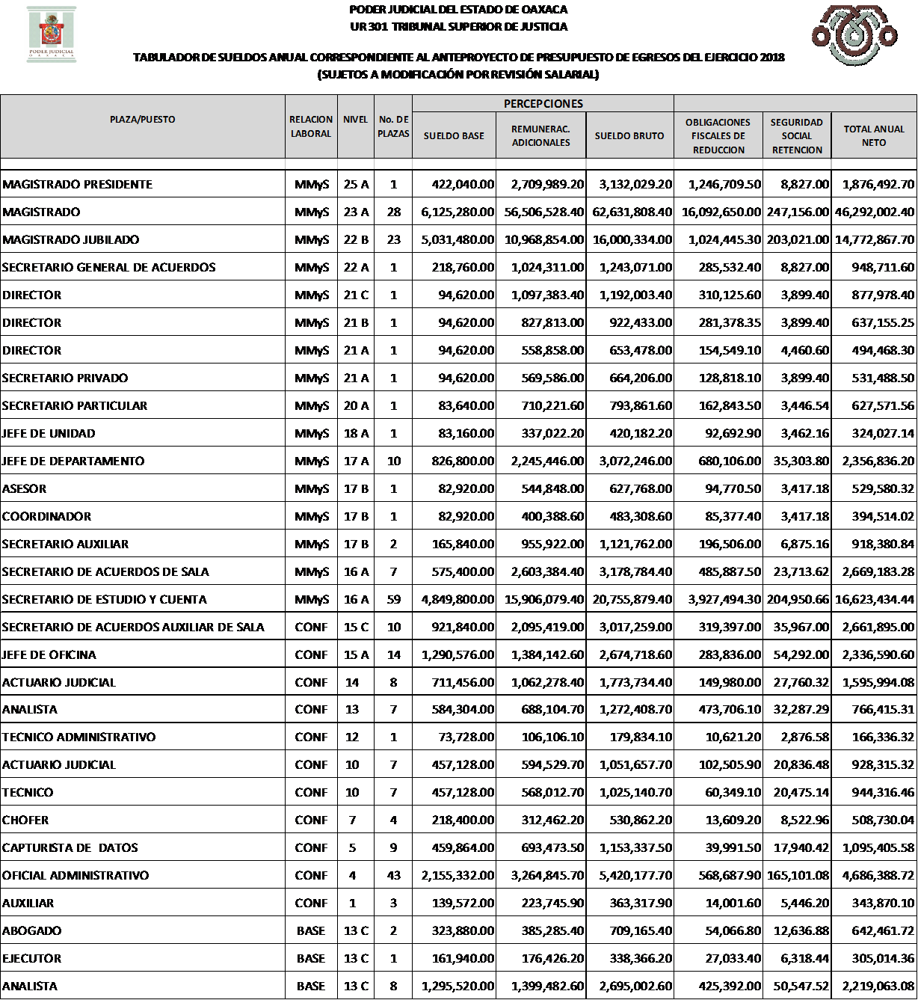 PODER JUDICIAL DEL ESTADO DE OAXACA
UR 301 TRIBUNAL SUPERIOR DE JUSTICIA
PODER JUDICIAL
OAXACA
TABULADOR DE SUELDOS ANUAL CORRESPONDIENTE AL ANTEPROYECTO DE PRESUPUESTO DE EGRESOS DEL EJERCICIO 2018
(SUJETOS A MODIFICACIÓN POR REVISIÓN SALARIAL)
PERCEPCIONES
PLAZA/PUESTO RELACION LABORAL NIVEL No. DE PLAZAS SUELDO BASE REMUNERAC. ADICIONALES SUELDO BRUTO OBLIGACIONES FISCALES DE REDUCCION SEGURIDAD SOCIAL RETENCION TOTAL ANUAL NETO
MAGISTRADO PRESIDENTE MMyS 25 A 1 422,040.00 2,709,989.20 3,132,029.20 1,246,709.50 8,827.00 1,876,492.70
MAGISTRADO MMyS 23 A 28 6,125,280.00 56,506,528.40 62,631,808.40 16,092,650.00 247,156.00 46,292,002.40
MAGISTRADO JUBILADO MMyS 22 B 23 5,031,480.00 10,968,854.00 16,000,334.00 1,024,445.30 203,021.00 14,772,867.70
SECRETARIO GENERAL DE ACUERDOS MMyS 22 A 1 218,760.00 1,024,311.00 1,243,071.00 285,532.40 8,827.00 948,711.60
DIRECTOR MMyS 21 C 1 94,620.00 1,097,383.40 1,192,003.40 310,125.60 3,899.40 877,978.40
DIRECTOR MMyS 21 B 1 94,620.00 827,813.00 922,433.00 281,378.35 3,899.40 637,155.25
DIRECTOR MMyS 21 A 1 94,620.00 558,858.00 653,478.00 154,549.10 4,460.60 494,468.30
SECRETARIO PRIVADO MMyS 21 A 1 94,620.00 569,586.00 664,206.00 128,818.10 3,899.40 531,488.50
SECRETARIO PARTICULAR MMyS 20 A 1 83,640.00 710,221.60 793,861.60 162,843.50 3,446.54 627,571.56
JEFE DE UNIDAD MMyS 18 A 1 83,160.00 337,022.20 420,182.20 92,692.90 3,462.16 324,027.14
JEFE DE DEPARTAMENTO MMyS 17 A 10 826,800.00 2,245,446.00 3,072,246.00 680,106.00 35,303.80 2,356,836.20
ASESOR MMyS 17 B 1 82,920.00 544,848.00 627,768.00 94,770.50 3,417.18 529,580.32
COORDINADOR MMyS 17 B 1 82,920.00 400,388.60 483,308.60 85,377.40 3,417.18 394,514.02
SECRETARIO AUXILIAR MMyS 17 B 2 165,840.00 955,922.00 1,121,762.00 196,506.00 6,875.16 918,380.84
SECRETARIO DE ACUERDOS DE SALA MMyS 16 A 7 575,400.00 2,603,384.40 3,178,784.40 485,887.50 23,713.62 2,669,183.28
SECRETARIO DE ESTUDIO Y CUENTA MMyS 16 A 59 4,849,800.00 15,906,079.40 20,755,879.40 3,927,494.30 204,950.66 16,623,434.44
SECRETARIO DE ACUERDOS AUXILIAR DE SALA CONF 15 C 10 921,840.00 2,095,419.00 3,017,259.00 319,397.00 35,967.00 2,661,895.00
JEFE DE OFICINA CONF 15 A 14 1,290,576.00 1,384,142.60 2,674,718.60 283,836.00 54,292.00 2,336,590.60
ACTUARIO JUDICIAL CONF 14 8 711,456.00 1,062,278.40 1,773,734.40 149,980.00 27,760.32 1,595,994.08
ANALISTA CONF 13 7 584,304.00 688,104.70 1,272,408.70 473,706.10 32,287.29 766,415.31
TECNICO ADMINISTRATIVO CONF 12 1 73,728.00 106,106.10 179,834.10 10,621.20 2,876.58 166,336.32
ACTUARIO JUDICIAL CONF 10 7 457,128.00 594,529.70 1,051,657.70 102,505.90 20,836.48 928,315.32
TECNICO CONF 10 7 457,128.00 568,012.70 1,025,140.70 60,349.10 20,475.14 944,316.46
CHOFER CONF 7 4 218,400.00 312,462.20 530,862.20 13,609.20 8,522.96 508,730.04
CAPTURISTA DE DATOS CONF 5 9 459,864.00 693,473.50 1,153,337.50 39,991.50 17,940.42 1,095,405.58
OFICIAL ADMINISTRATIVO CONF 4 43 2,155,332.00 3,264,845.70 5,420,177.70 568,687.90 165,101.08 4,686,388.72
AUXILIAR CONF 1 3 139,572.00 223,745.90 363,317.90 14,001.60 5,446.20 343,870.10
ABOGADO BASE 13 C 2 323,880.00 385,285.40 709,165.40 54,066.80 12,636.88 642,461.72
EJECUTOR BASE 13 C 1 161,940.00 176,426.20 338,366.20 27,033.40 6,318.44 305,014.36
ANALISTA BASE 13 C 8 1,295,520.00 1,399,482.60 2,695,002.60 425,392.00 50,547.52 2,219,063.08